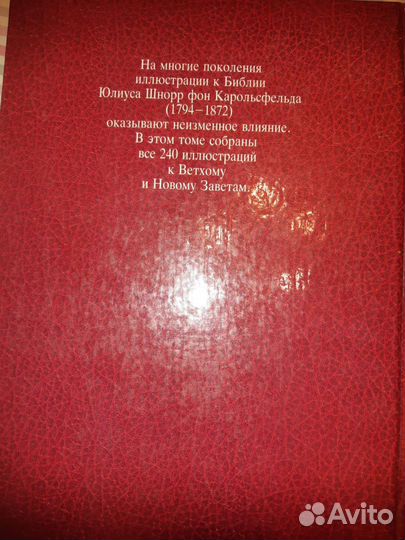 На многие поколения
иллюстрации к Библии
Юлиуса Шнорр фон Карольсфельда
(1794–1872)
оказывают неизменное влияние.
В этом томе собраны
все 240 иллюстраций
к Ветхому
и Новому Заветам.
Avito